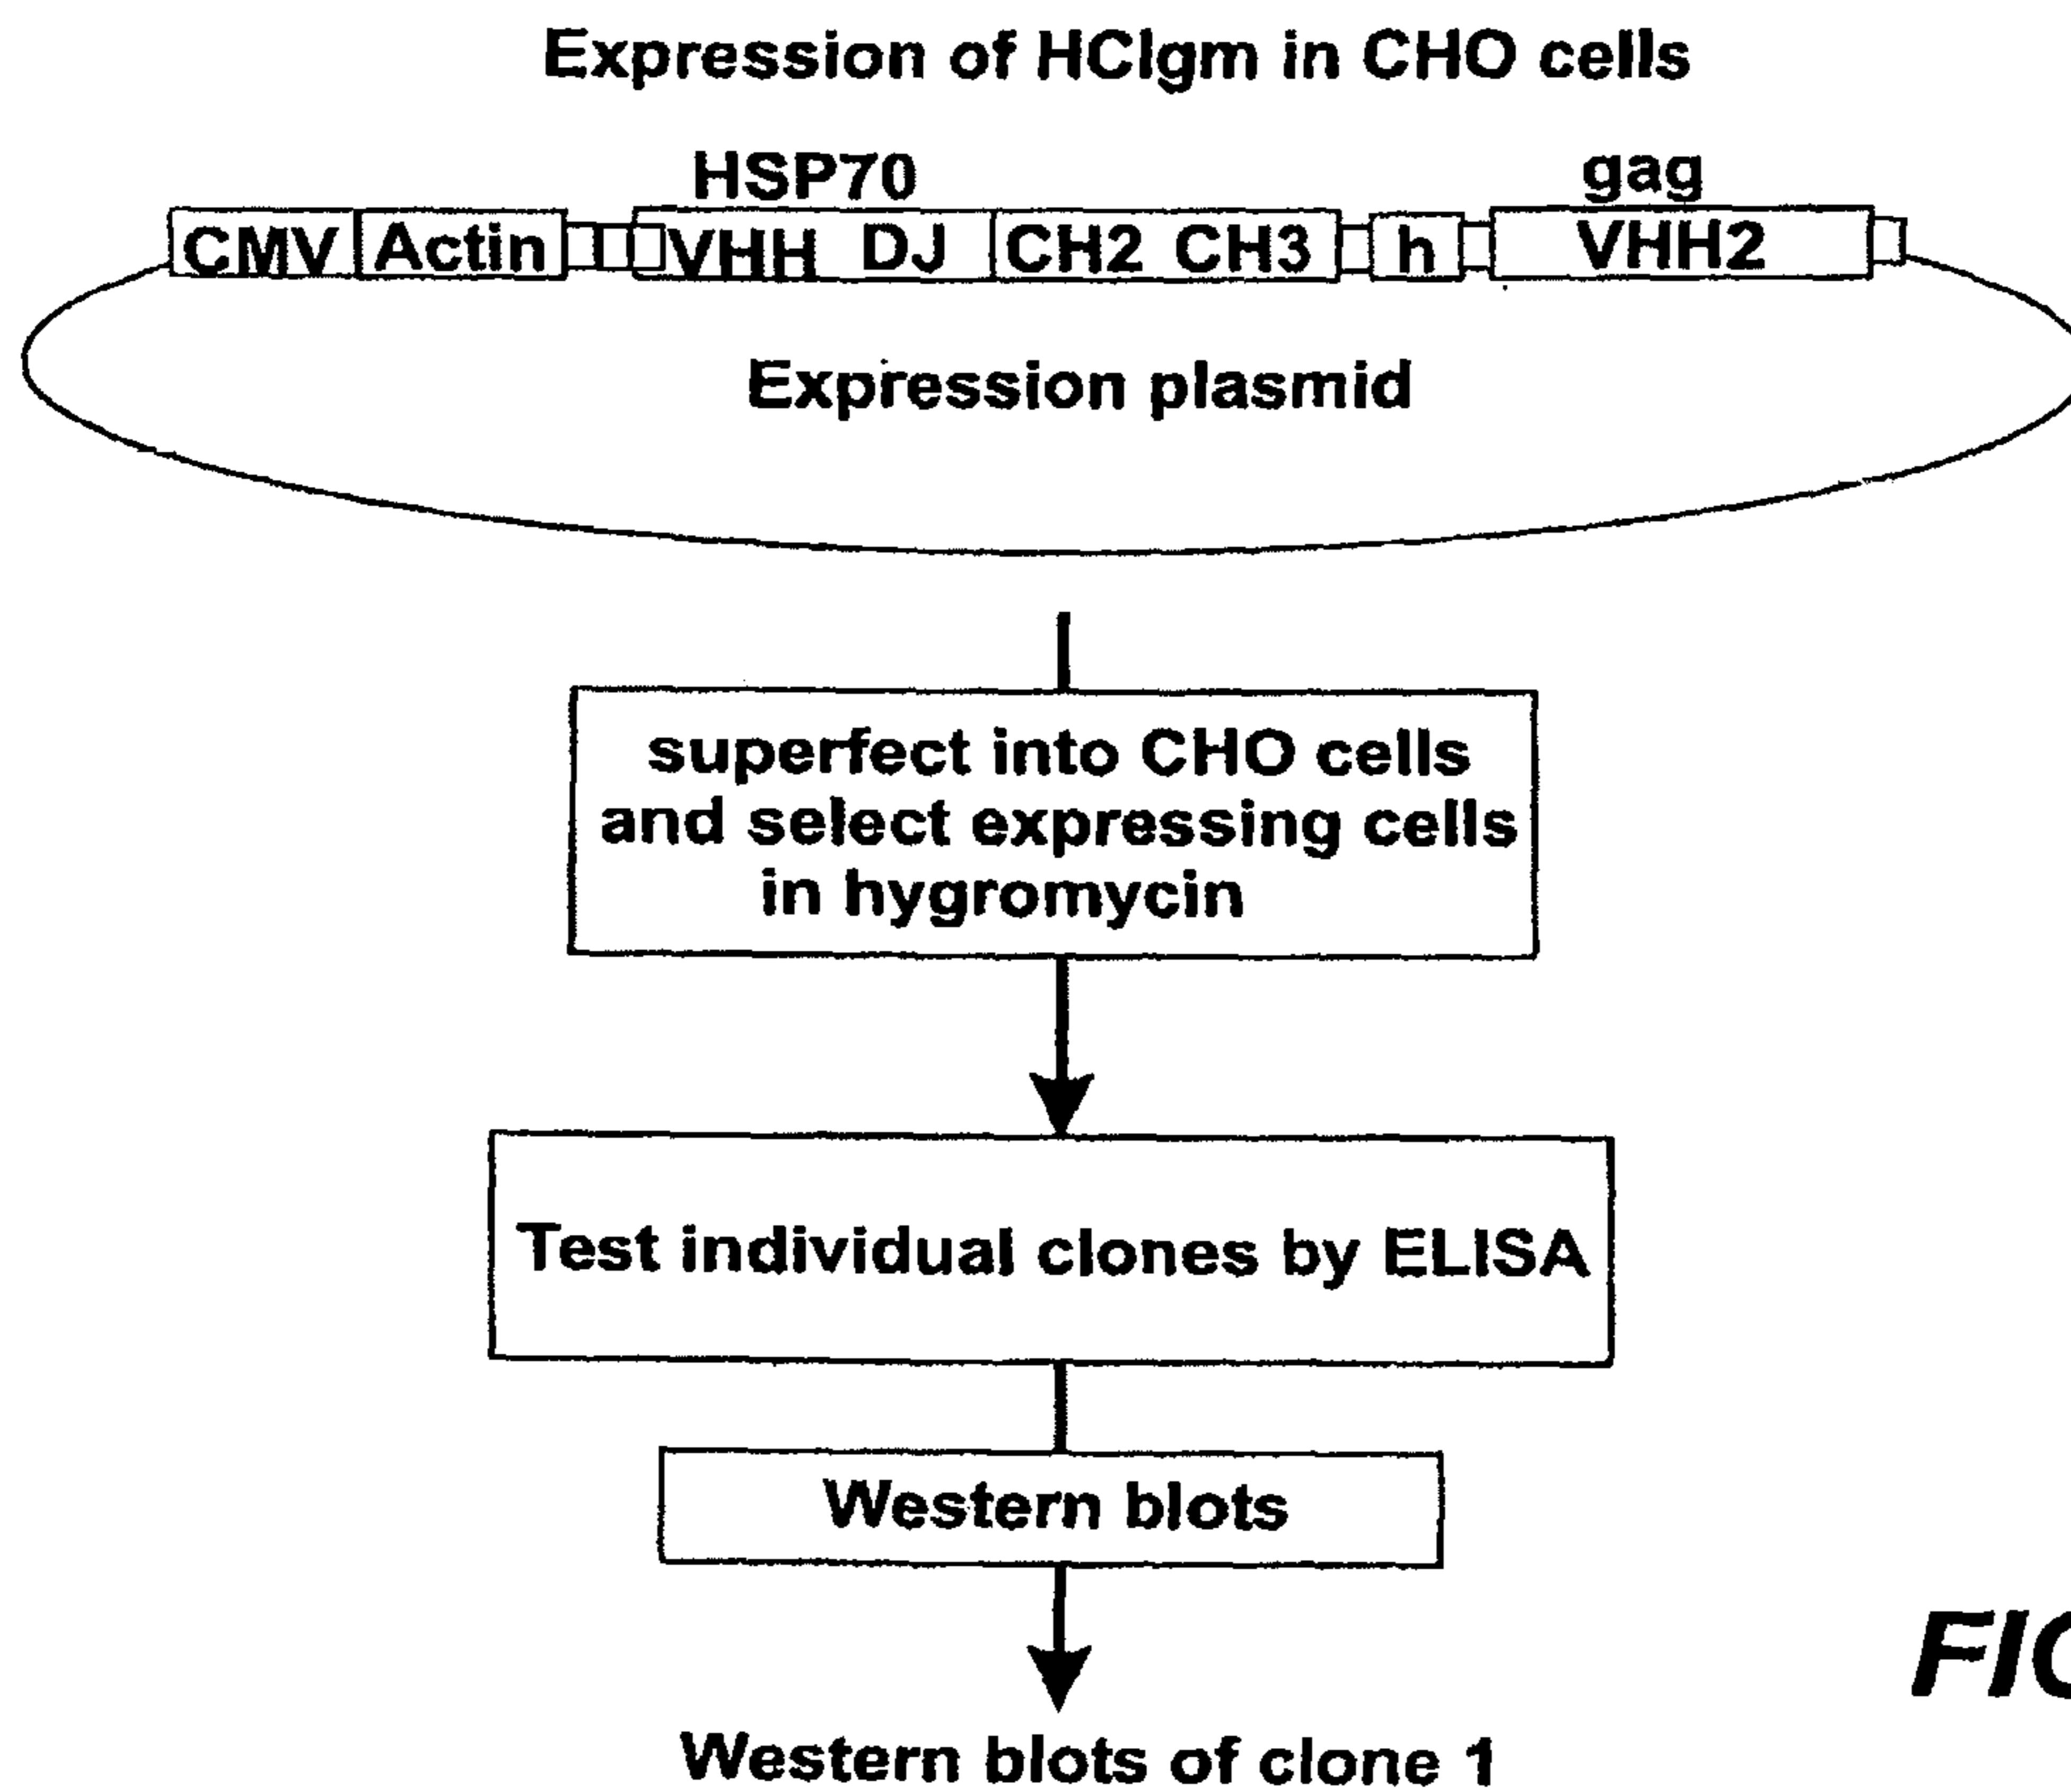 Expression of HCIgm in CHO cells
HSP70 gag
CMV Actin VHH DJ CH2 CH3 h VHH2
Expression plasmid
superfect into CHO cells
and select expressing cells
in hygromycin
Test individual clones by ELISA
Western blots
Western blots of clone 1